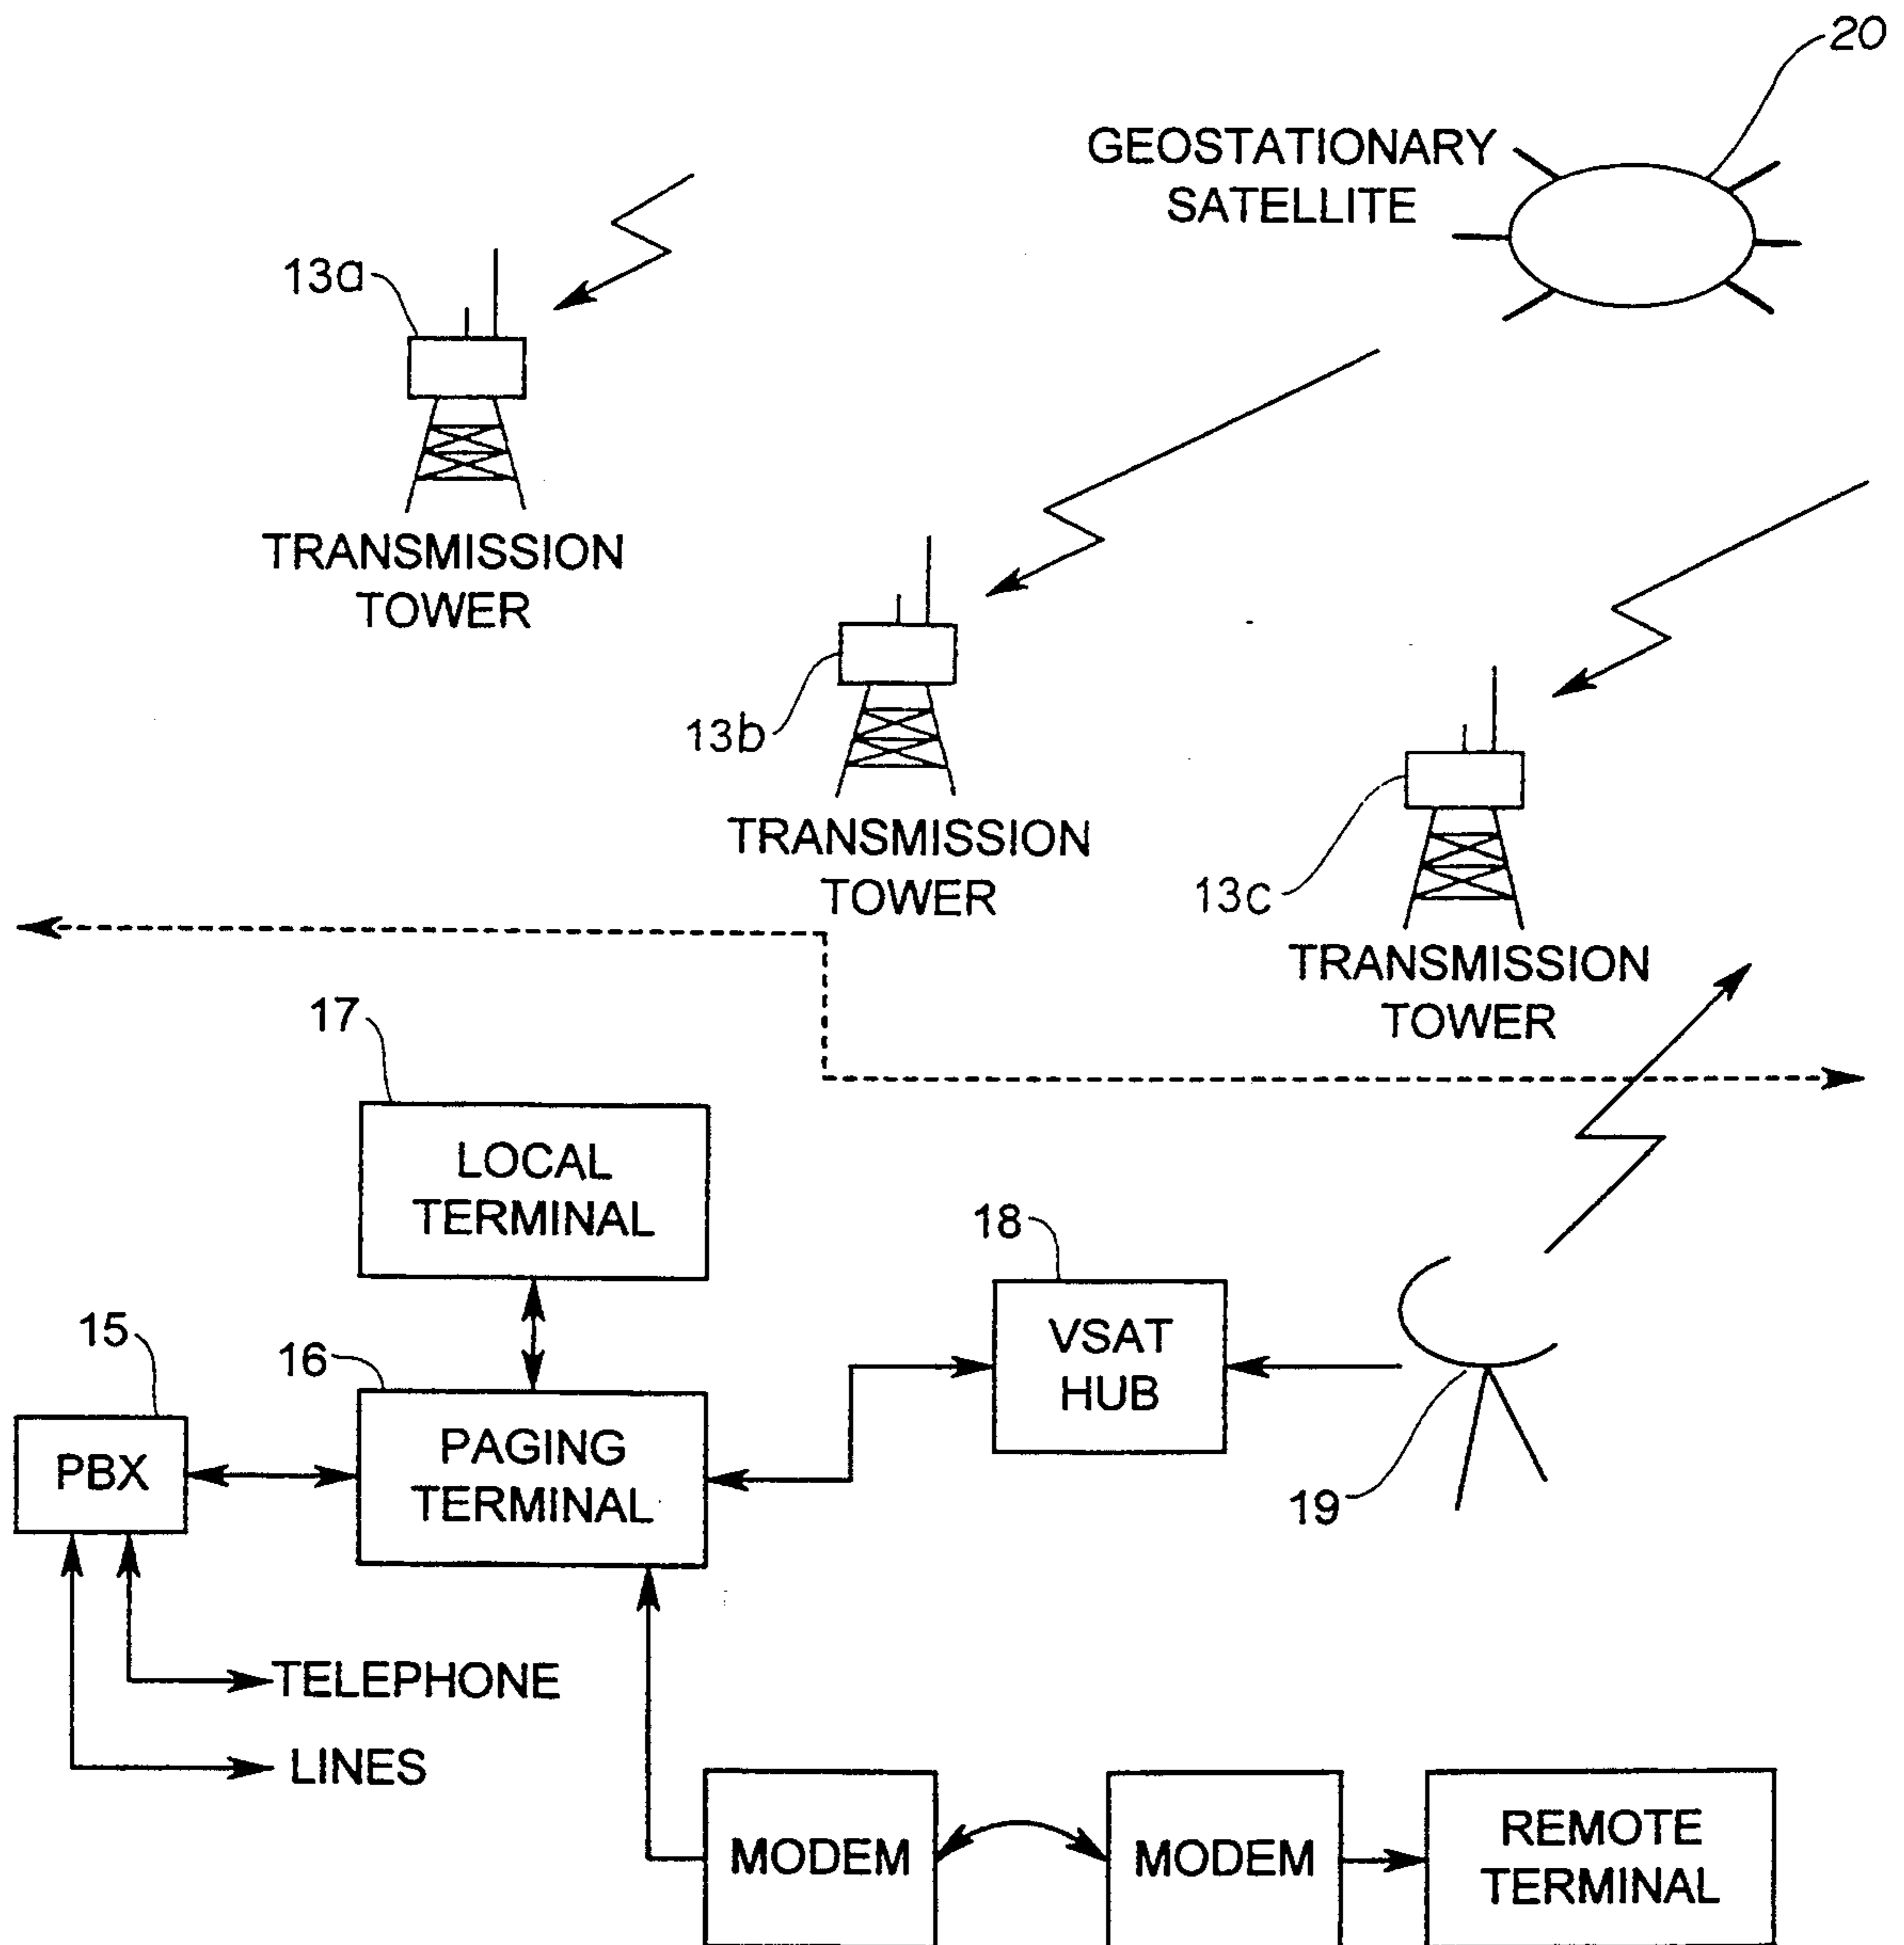 20
GEOSTATIONARY
SATELLITE
13a
TRANSMISSION
TOWER
13b
TRANSMISSION
TOWER
13c
TRANSMISSION
TOWER
17
LOCAL
TERMINAL
18
VSAT
HUB
15
16
PBX
PAGING
TERMINAL
19
TELEPHONE
LINES
MODEM
MODEM
REMOTE
TERMINAL